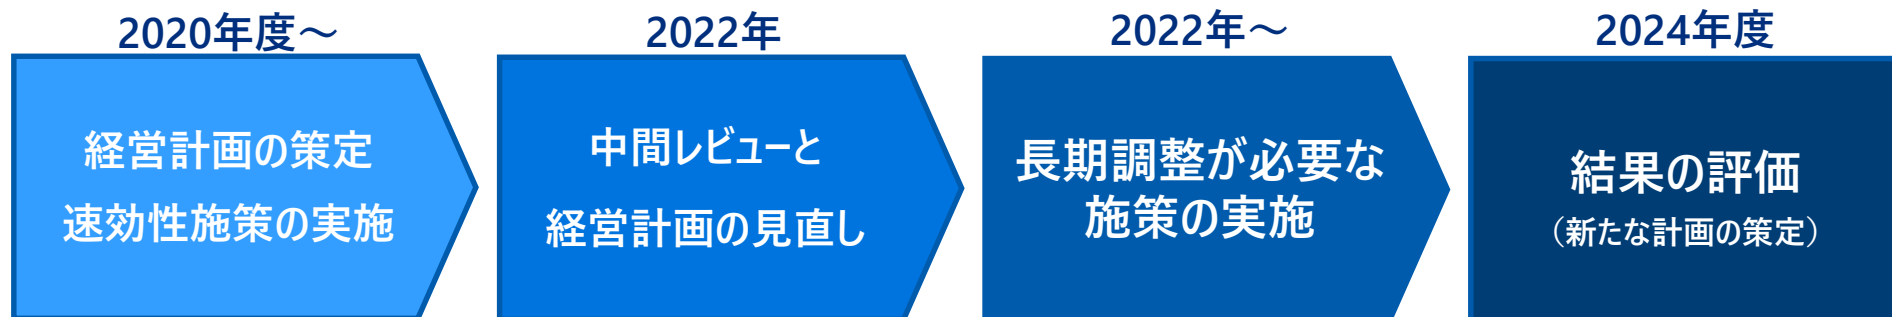 2020年度～
経営計画の策定
速効性施策の実施
2022年
中間レビューと
経営計画の見直し
2022年～
長期調整が必要な
施策の実施
2024年度
結果の評価
（新たな計画の策定）